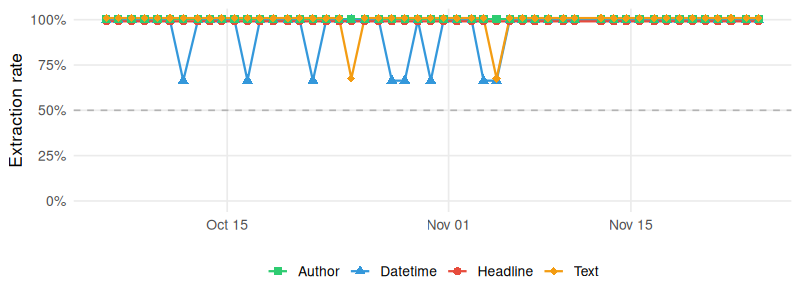 100%
75%
50%
25%
0%
Extraction rate
Oct 15 Nov 01 Nov 15
Author Datetime Headline Text